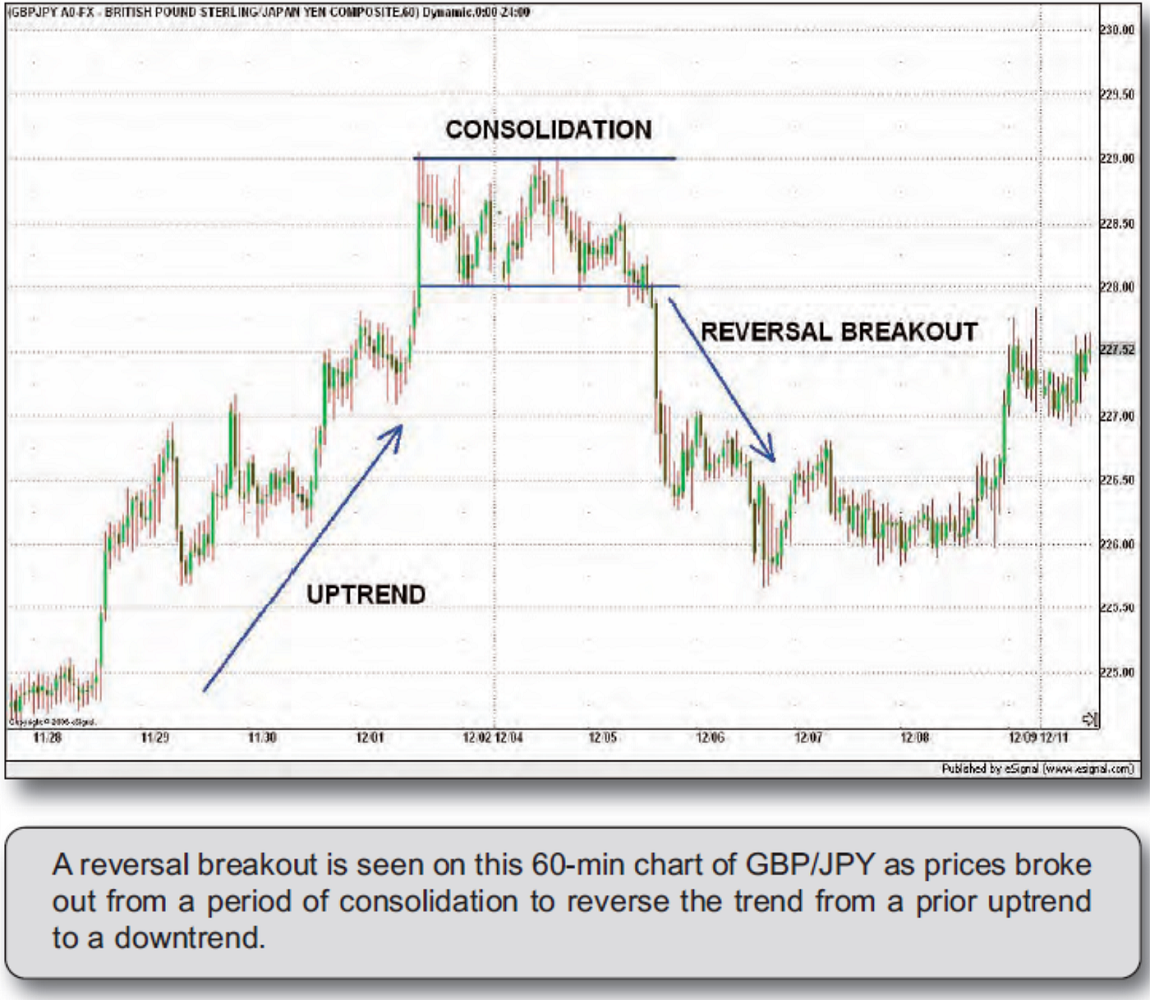 (GBPJPY A0-FX - BRITISH POUND STERLING/JAPAN YEN COMPOSITE,60) Dynamic,0:00-24:00
230.00
229.50
CONSOLIDATION
229.00
228.50
228.00
REVERSAL BREAKOUT
227.52
227.00
226.50
226.00
UPTREND
225.50
225.00
Copyright © 2006 eSignal.
11/28 11/29 11/30 12/01 12/02 12/04 12/05 12/06 12/07 12/08 12/09 12/11
Published by eSignal (www.esignal.com)
A reversal breakout is seen on this 60-min chart of GBP/JPY as prices broke
out from a period of consolidation to reverse the trend from a prior uptrend
to a downtrend.